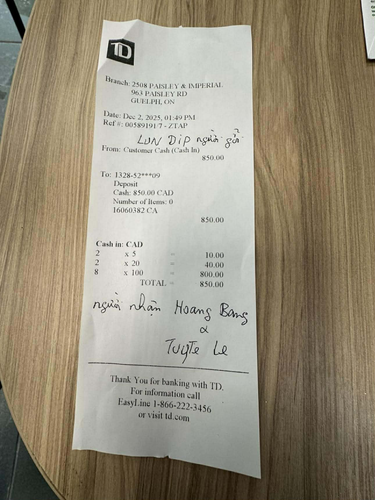 TD
Branch: 2508 PAISLEY & IMPERIAL
963 PAISLEY RD
GUELPH, ON
Date: Dec 2, 2025, 01:49 PM
Ref #: 00589191/7 - ZTAP
LUN DIP người gửi
From: Customer Cash (Cash In)
850.00
To: 1328-52***09
Deposit
Cash: 850.00 CAD
Number of Items: 0
16060382 CA
850.00
Cash in: CAD
2 x 5 = 10.00
2 x 20 = 40.00
8 x 100 = 800.00
TOTAL = 850.00
người nhận Hoang Bang
&
Tuyte Le
Thank You for banking with TD.
For information call
EasyLine 1-866-222-3456
or visit td.com